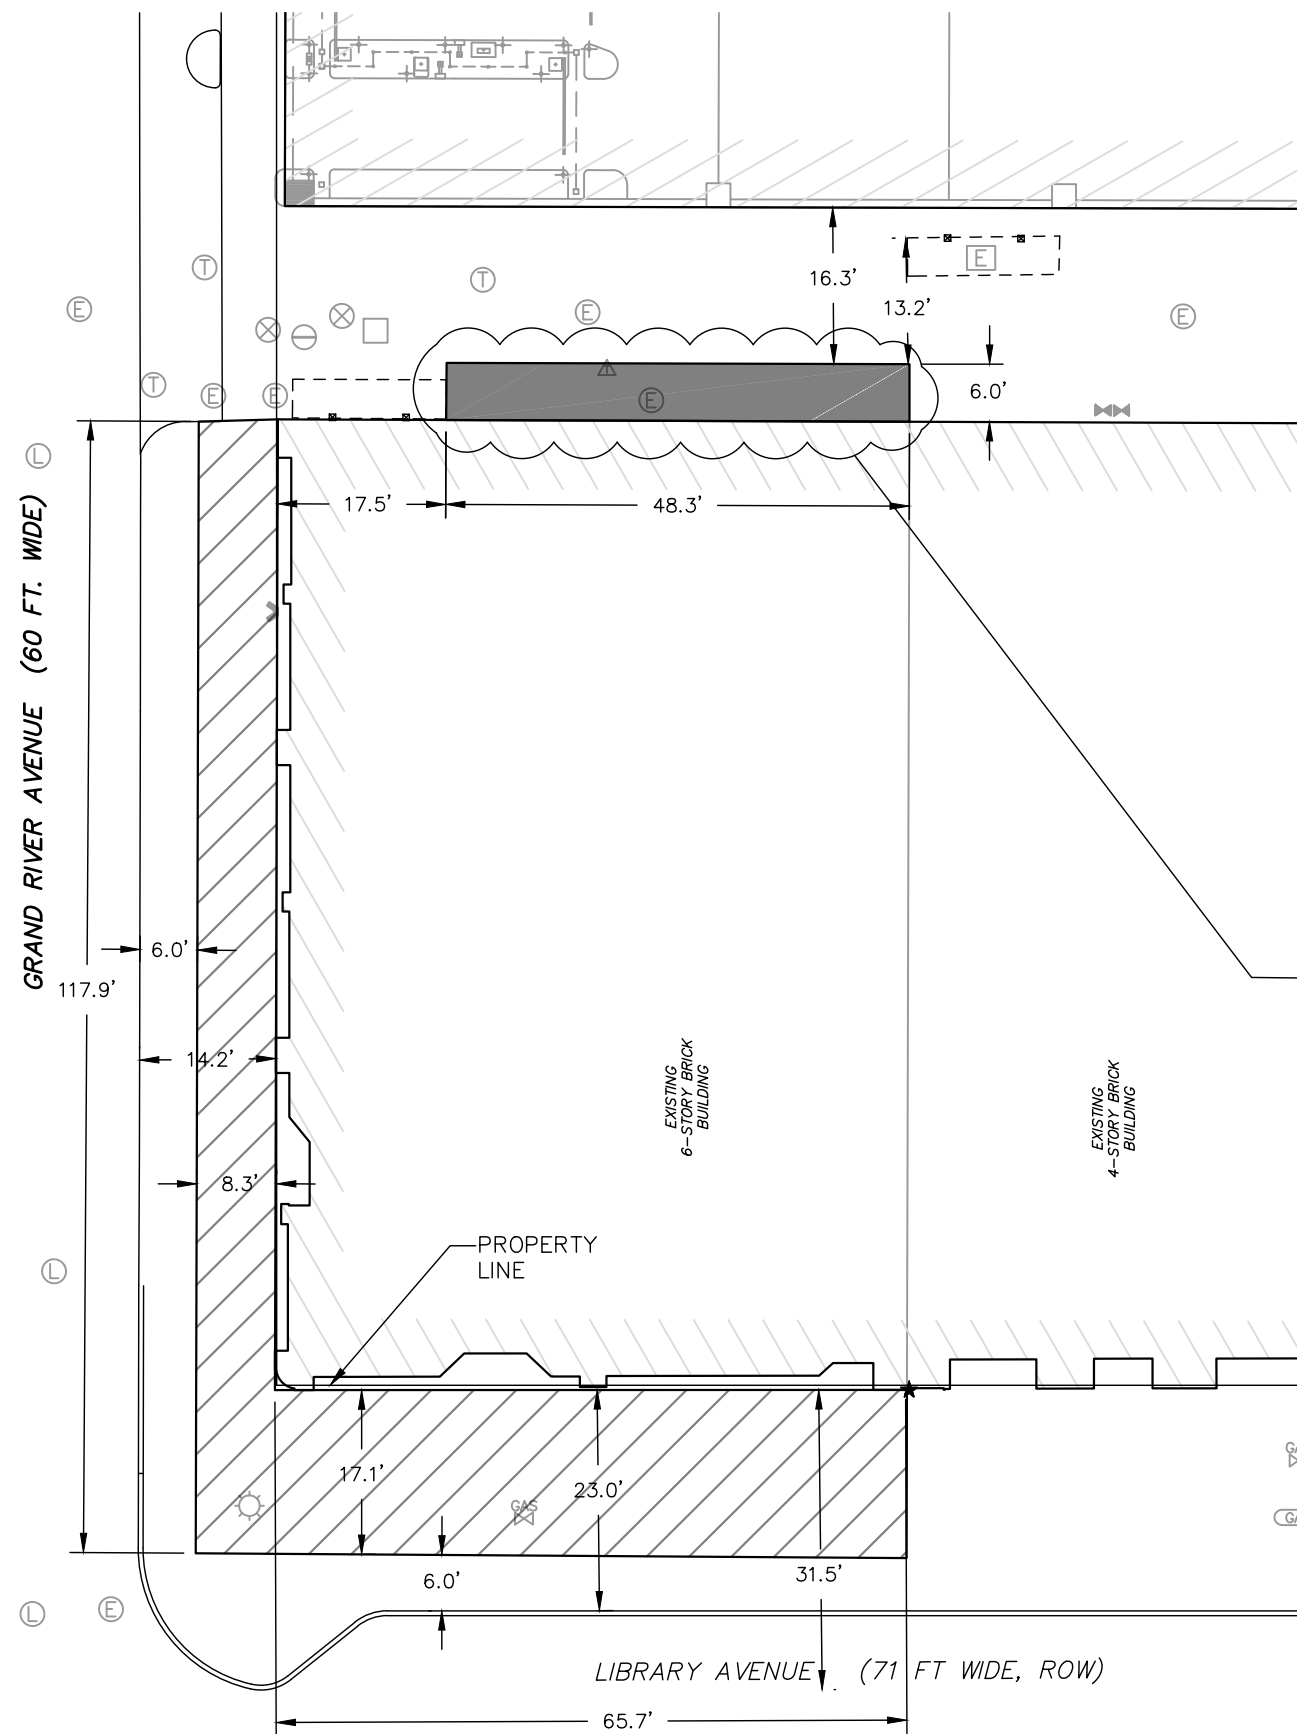 T
E
16.3'
13.2'
E
T
E
E
6.0'
T
E
E
E
L
17.5'
48.3'
GRAND RIVER AVENUE (60 FT. WIDE)
6.0'
117.9'
14.2'
EXISTING
6-STORY BRICK
BUILDING
EXISTING
4-STORY BRICK
BUILDING
8.3'
PROPERTY
LINE
L
17.1'
23.0'
GAS
6.0'
31.5'
L
E
LIBRARY AVENUE (71 FT WIDE, ROW)
65.7'